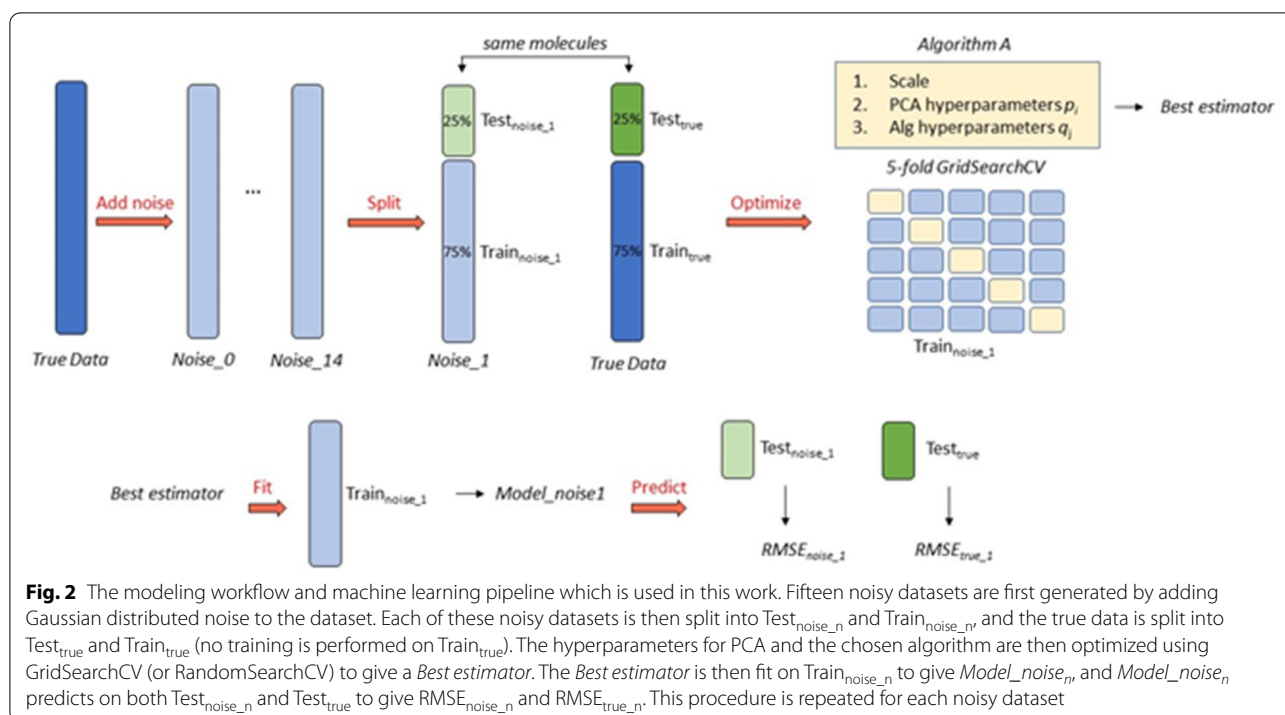 same molecules
Algorithm A
1. Scale
2. PCA hyperparameters p_i
3. Alg hyperparameters q_j
Best estimator
25% Test_noise_1
25% Test_true
5-fold GridSearchCV
Add noise
...
Split
Optimize
75% Train_noise_1
75% Train_true
True Data
Noise_0
Noise_14
Noise_1
True Data
Train_noise_1
Best estimator
Fit
Train_noise_1
Model_noise1
Predict
Test_noise_1
Test_true
RMSE_noise_1
RMSE_true_1
Fig. 2 The modeling workflow and machine learning pipeline which is used in this work. Fifteen noisy datasets are first generated by adding
Gaussian distributed noise to the dataset. Each of these noisy datasets is then split into Test_noise_n and Train_noise_n, and the true data is split into
Test_true and Train_true (no training is performed on Train_true). The hyperparameters for PCA and the chosen algorithm are then optimized using
GridSearchCV (or RandomSearchCV) to give a Best estimator. The Best estimator is then fit on Train_noise_n to give Model_noise_n, and Model_noise_n
predicts on both Test_noise_n and Test_true to give RMSE_noise_n and RMSE_true_n. This procedure is repeated for each noisy dataset